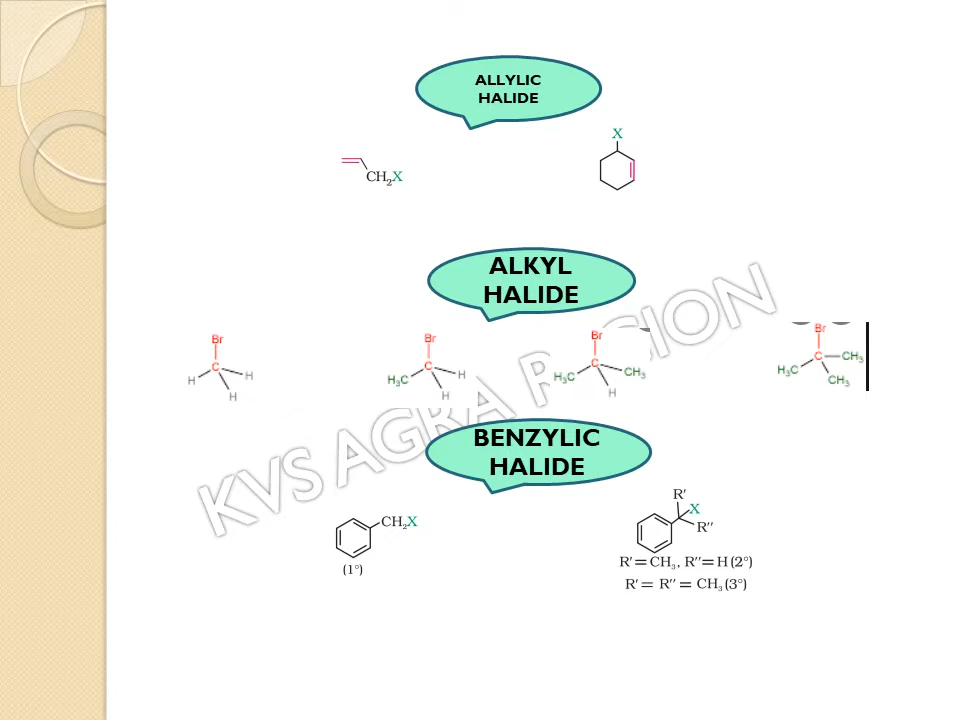 ALLYLIC
HALIDE
X
CH2X
ALKYL
HALIDE
Br
C
H
H
H
Br
C
H3C
H
H
Br
C
H3C
CH3
H
Br
C
CH3
H3C
CH3
KVS AGRA REGION
BENZYLIC
HALIDE
CH2X
(1°)
R′
X
R′′
R′=CH3, R′′=H(2°)
R′= R′′= CH3(3°)